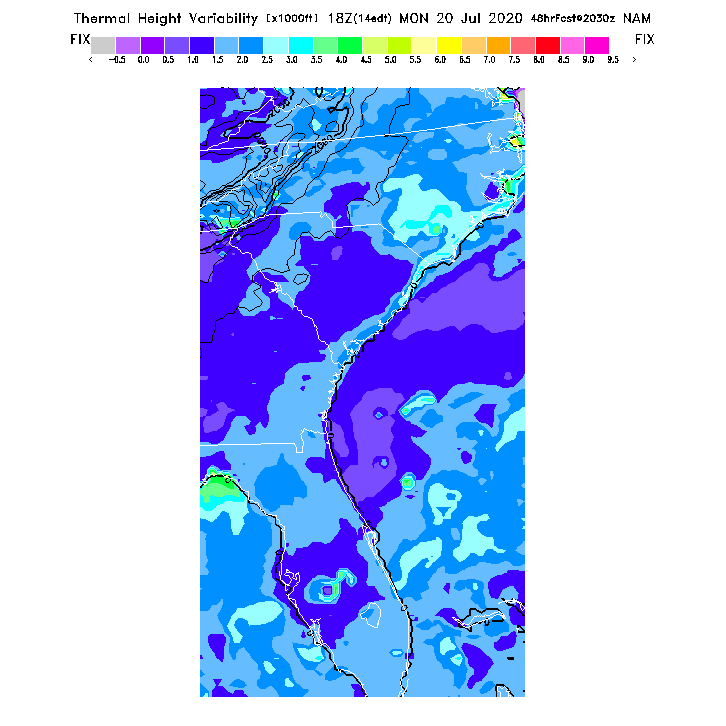 Thermal Height Variability [x1000ft] 18Z(14edt) MON 20 Jul 2020 48hrFcst@2030z NAM
FIX FIX
< -0.5 0.0 0.5 1.0 1.5 2.0 2.5 3.0 3.5 4.0 4.5 5.0 5.5 6.0 6.5 7.0 7.5 8.0 8.5 9.0 9.5 >